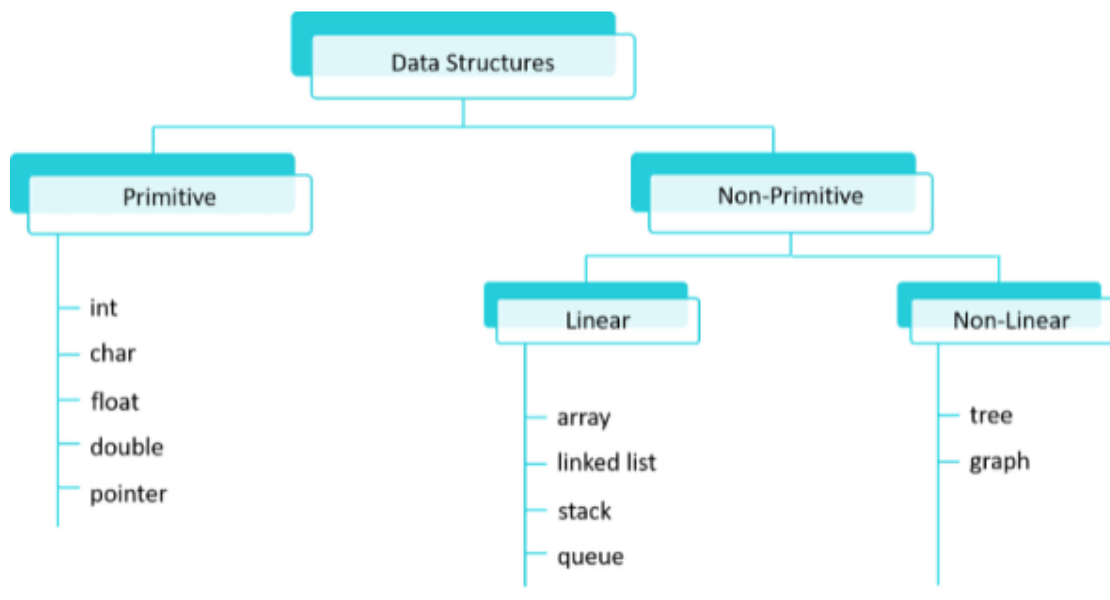 Data Structures
Primitive
Non-Primitive
int
char
float
double
pointer
Linear
Non-Linear
array
linked list
stack
queue
tree
graph